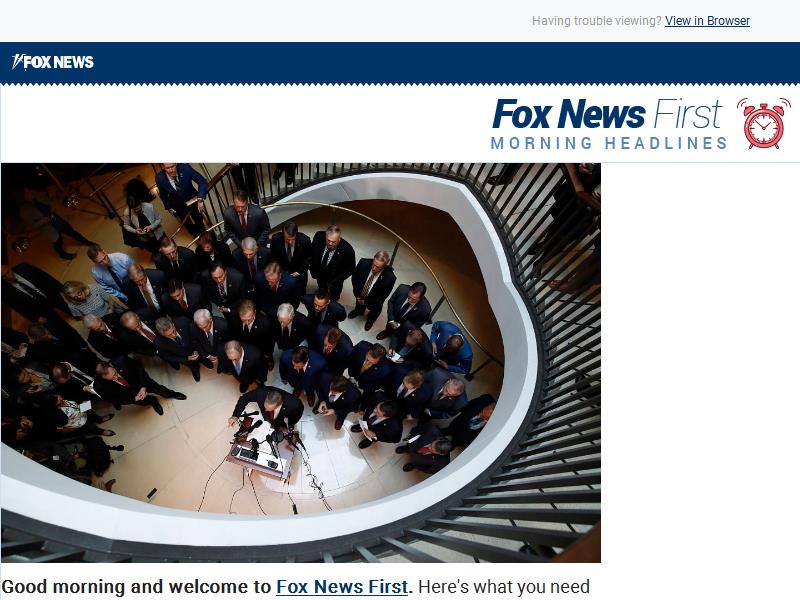 Having trouble viewing? View in Browser
FOX NEWS
Fox News First
MORNING HEADLINES
Good morning and welcome to Fox News First. Here's what you need